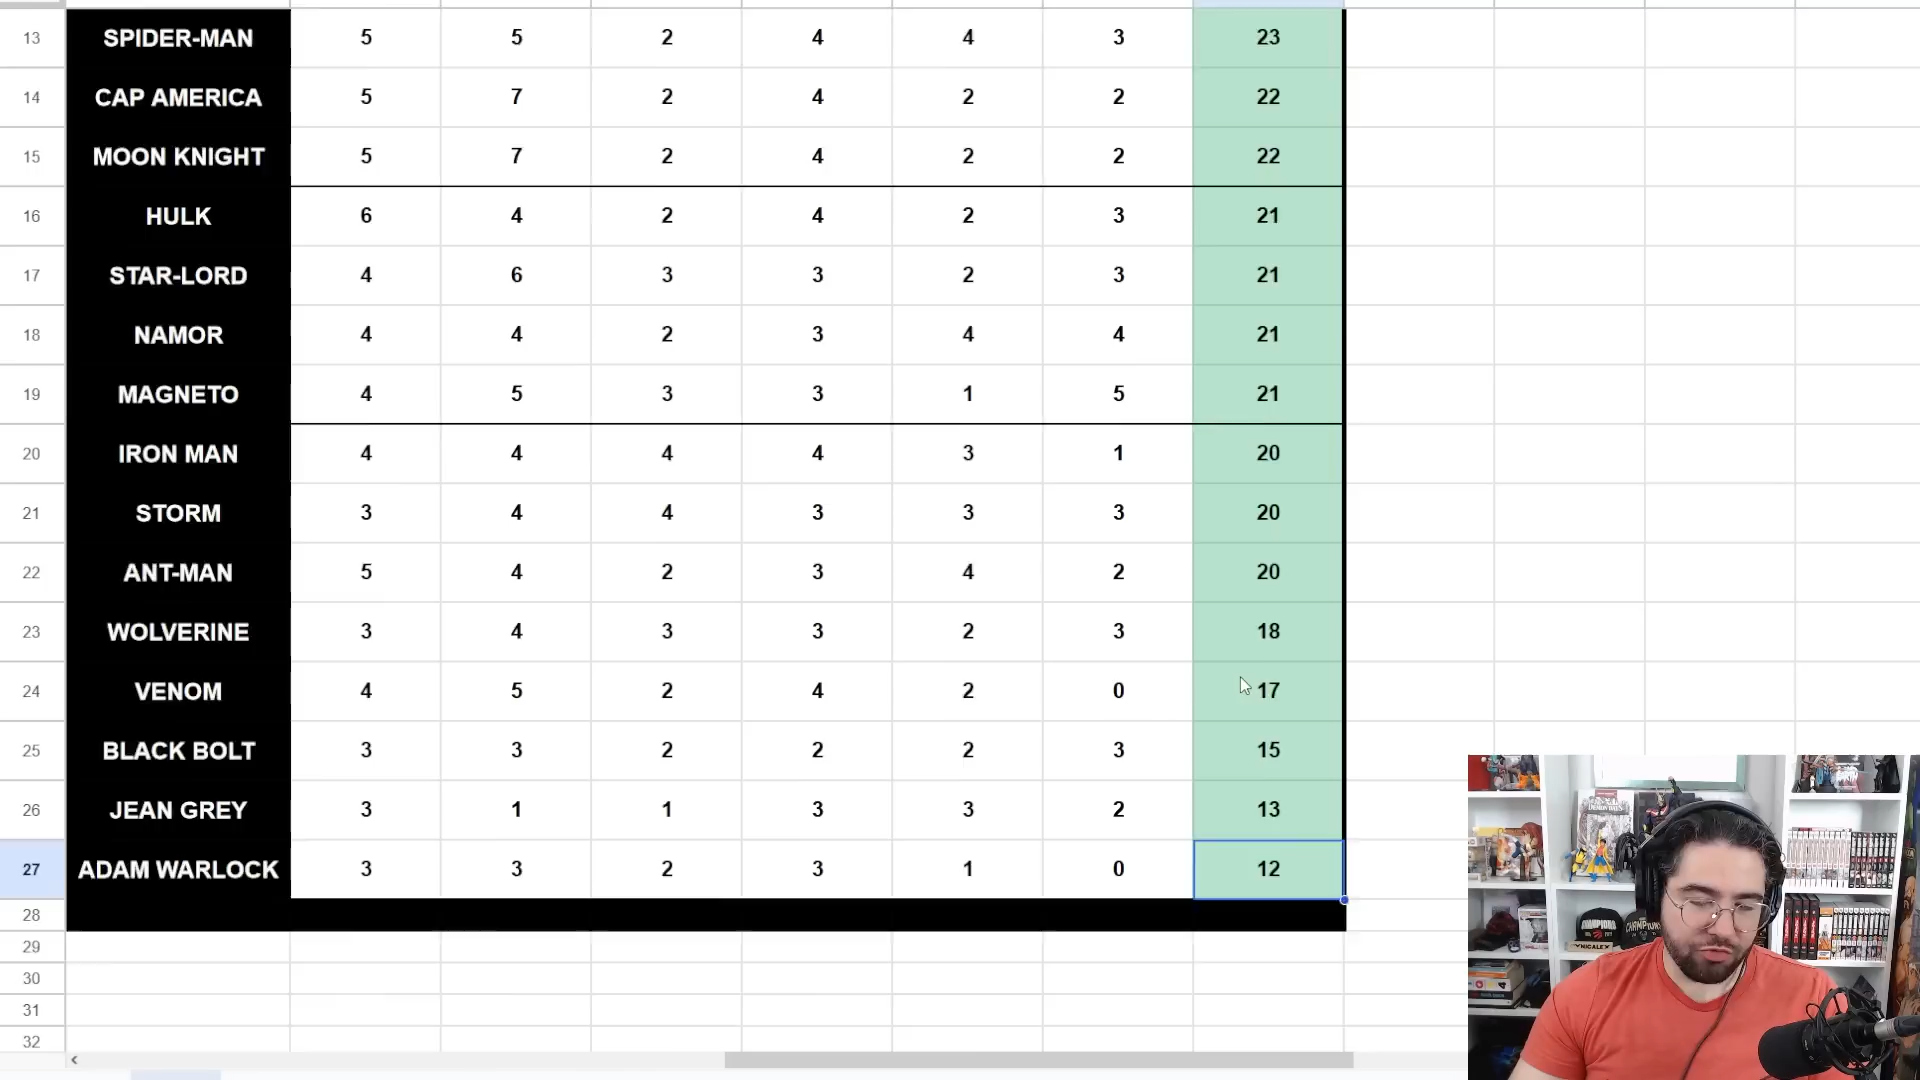 13 SPIDER-MAN 5 5 2 4 4 3 23
14 CAP AMERICA 5 7 2 4 2 2 22
15 MOON KNIGHT 5 7 2 4 2 2 22
16 HULK 6 4 2 4 2 3 21
17 STAR-LORD 4 6 3 3 2 3 21
18 NAMOR 4 4 2 3 4 4 21
19 MAGNETO 4 5 3 3 1 5 21
20 IRON MAN 4 4 4 4 3 1 20
21 STORM 3 4 4 3 3 3 20
22 ANT-MAN 5 4 2 3 4 2 20
23 WOLVERINE 3 4 3 3 2 3 18
24 VENOM 4 5 2 4 2 0 17
25 BLACK BOLT 3 3 2 2 2 3 15
26 JEAN GREY 3 1 1 3 3 2 13
27 ADAM WARLOCK 3 3 2 3 1 0 12
28
29
30
31
32
CHAMPIONS